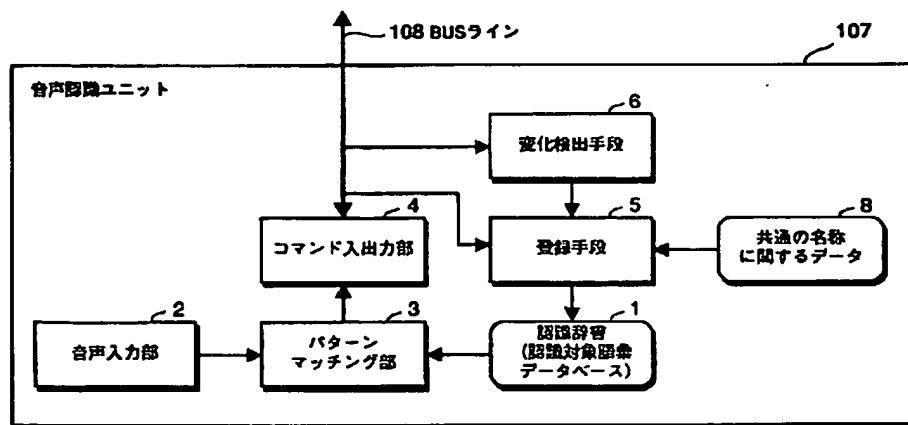 108 BUSライン
107
音声認識ユニット
6
変化検出手段
5
登録手段
8
共通の名称
に関するデータ
4
コマンド入出力部
2
音声入力部
3
パターン
マッチング部
1
認識辞書
(認識対象語彙
データベース)